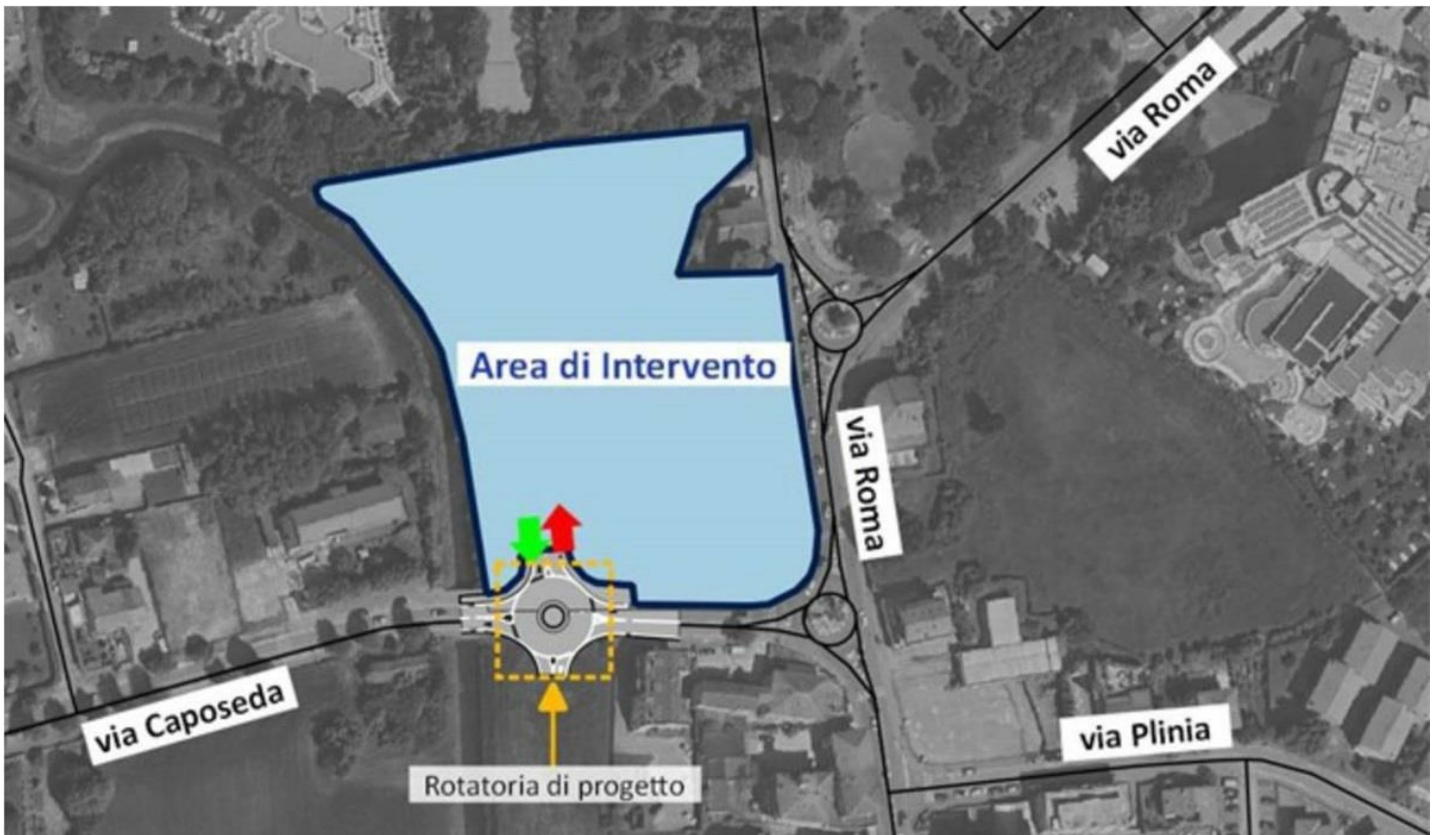 via Roma
Area di Intervento
via Roma
via Caposeda
via Plinia
Rotatoria di progetto